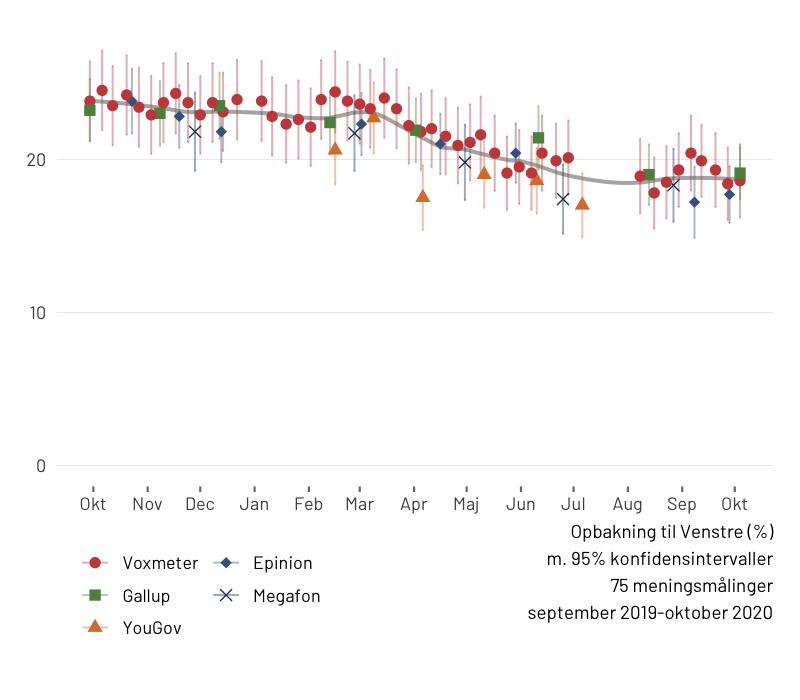 20
10
0
Okt Nov Dec Jan Feb Mar Apr Maj Jun Jul Aug Sep Okt
Opbakning til Venstre (%)
m. 95% konfidensintervaller
75 meningsmålinger
september 2019-oktober 2020
Voxmeter Epinion
Gallup Megafon
YouGov